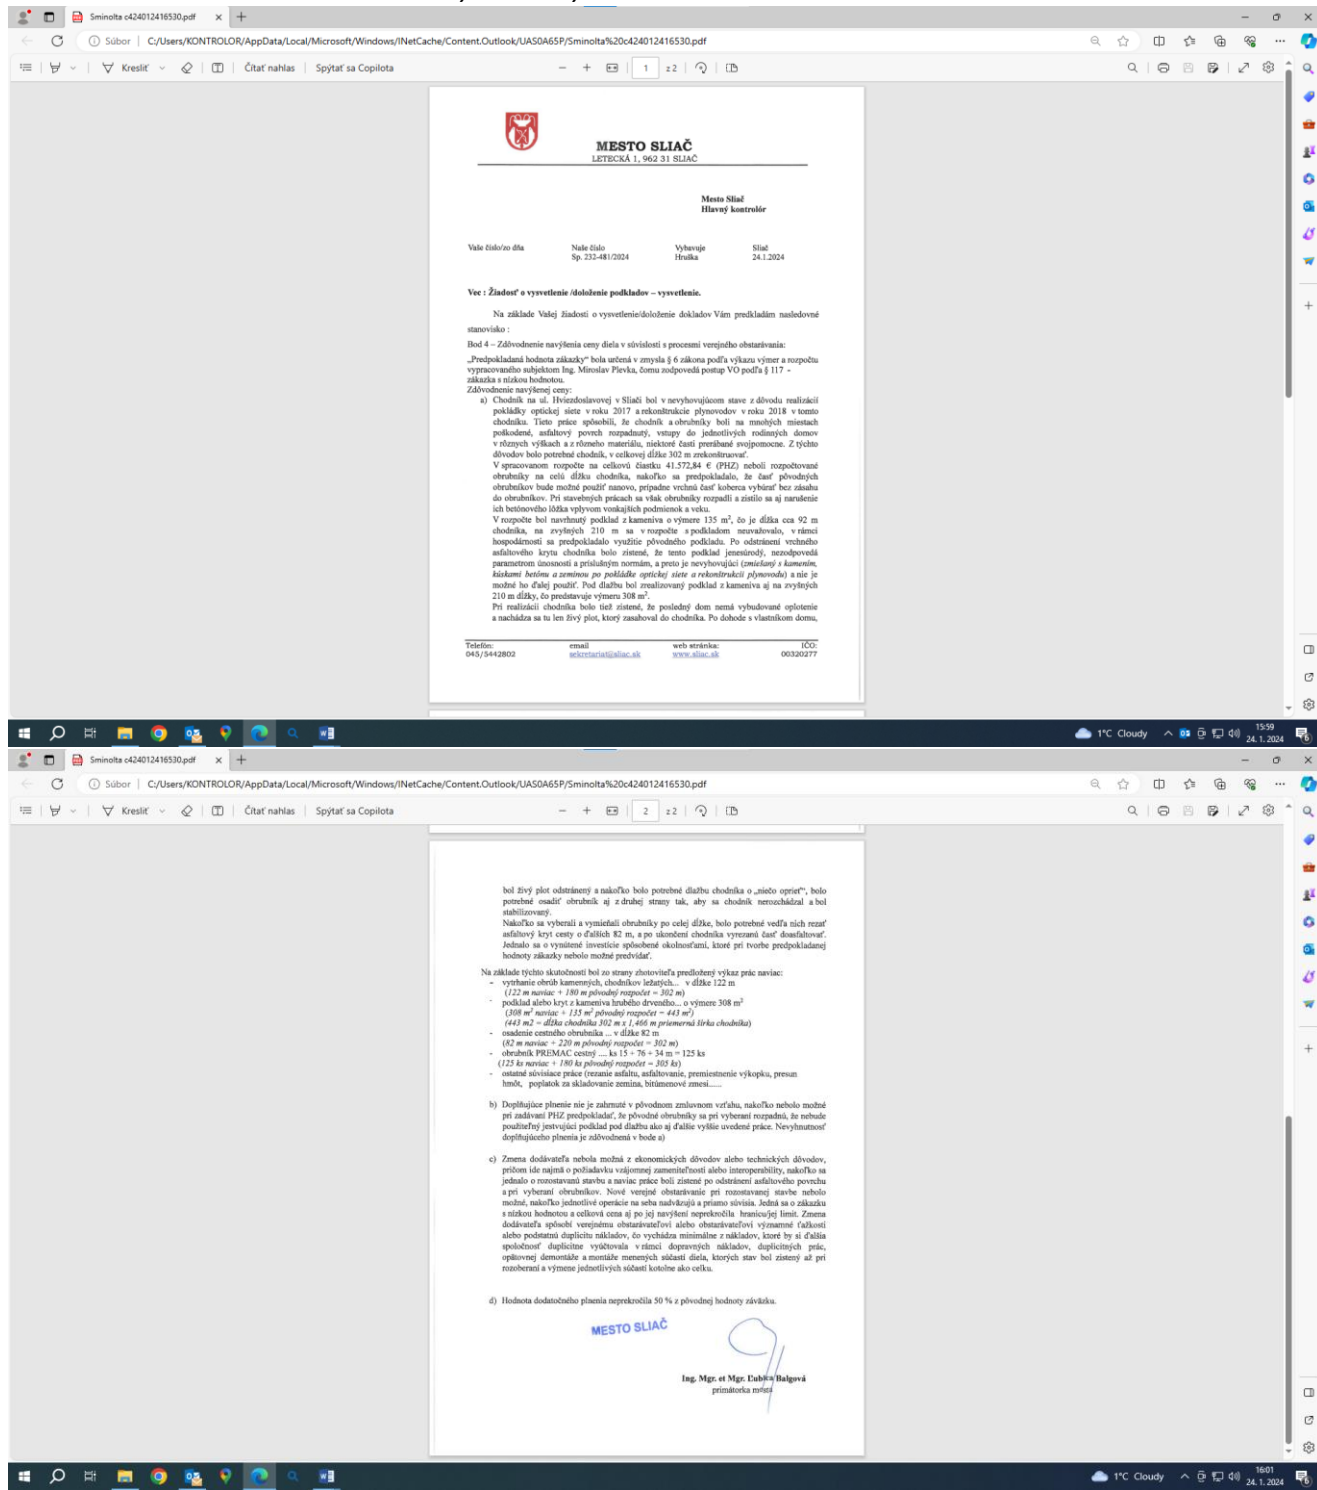 Sminolta c424012416530.pdf
Súbor | C:/Users/KONTROLOR/AppData/Local/Microsoft/Windows/INetCache/Content.Outlook/UAS0A65P/Sminolta%20c424012416530.pdf
Kresliť Čítať nahlas Spýtať sa Copilota 1 z 2
MESTO SLIAČ
LETECKÁ 1, 962 31 SLIAČ
Mesto Sliač
Hlavný kontrolór
Vaše číslo/zo dňa Naše číslo Vybavuje Sliač
Sp. 232-481/2024 Hruška 24.1.2024
Vec : Žiadosť o vysvetlenie /doloženie podkladov – vysvetlenie.
Na základe Vašej žiadosti o vysvetlenie/doloženie dokladov Vám predkladám nasledovné
stanovisko :
Bod 4 – Zdôvodnenie navýšenia ceny diela v súvislosti s procesmi verejného obstarávania:
„Predpokladaná hodnota zákazky" bola určená v zmysla § 6 zákona podľa výkazu výmer a rozpočtu
vypracovaného subjektom Ing. Miroslav Plevka, čomu zodpovedá postup VO podľa § 117 -
zákazka s nízkou hodnotou.
Zdôvodnenie navýšenej ceny:
a) Chodník na ul. Hviezdoslavovej v Sliači bol v nevyhovujúcom stave z dôvodu realizácií
pokládky optickej siete v roku 2017 a rekonštrukcie plynovodov v roku 2018 v tomto
chodníku. Tieto práce spôsobili, že chodník a obrubníky boli na mnohých miestach
poškodené, asfaltový povrch rozpadnutý, vstupy do jednotlivých rodinných domov
v rôznych výškach a z rôzneho materiálu, niektoré časti prerábané svojpomocne. Z týchto
dôvodov bolo potrebné chodník, v celkovej dĺžke 302 m zrekonštruovať.
V spracovanom rozpočte na celkovú čiastku 41.572,84 € (PHZ) neboli rozpočtované
obrubníky na celú dĺžku chodníka, nakoľko sa predpokladalo, že časť pôvodných
obrubníkov bude možné použiť nanovo, prípadne vrchnú časť koberca vybúrať bez zásahu
do obrubníkov. Pri stavebných prácach sa však obrubníky rozpadli a zistilo sa aj narušenie
ich betónového lôžka vplyvom vonkajších podmienok a veku.
V rozpočte bol navrhnutý podklad z kameniva o výmere 135 m², čo je dĺžka cca 92 m
chodníka, na zvyšných 210 m sa v rozpočte s podkladom neuvažovalo, v rámci
hospodárnosti sa predpokladalo využitie pôvodného podkladu. Po odstránení vrchného
asfaltového krytu chodníka bolo zistené, že tento podklad jenesúrodý, nezodpovedá
parametrom únosnosti a príslušným normám, a preto je nevyhovujúci (zmiešaný s kamením,
kúskami betónu a zeminou po pokládke optickej siete a rekonštrukcii plynovodu) a nie je
možné ho ďalej použiť. Pod dlažbu bol zrealizovaný podklad z kameniva aj na zvyšných
210 m dĺžky, čo predstavuje výmeru 308 m².
Pri realizácii chodníka bolo tiež zistené, že posledný dom nemá vybudované oplotenie
a nachádza sa tu len živý plot, ktorý zasahoval do chodníka. Po dohode s vlastníkom domu,
Telefón: email web stránka: IČO:
045/5442802 sekretariat@sliac.sk www.sliac.sk 00320277
1°C Cloudy 15:59
24. 1. 2024
Sminolta c424012416530.pdf
Súbor | C:/Users/KONTROLOR/AppData/Local/Microsoft/Windows/INetCache/Content.Outlook/UAS0A65P/Sminolta%20c424012416530.pdf
Kresliť Čítať nahlas Spýtať sa Copilota 2 z 2
bol živý plot odstránený a nakoľko bolo potrebné dlažbu chodníka o „niečo oprieť", bolo
potrebné osadiť obrubník aj z druhej strany tak, aby sa chodník nerozchádzal a bol
stabilizovaný.
Nakoľko sa vyberali a vymieňali obrubníky po celej dĺžke, bolo potrebné vedľa nich rezať
asfaltový kryt cesty o ďalších 82 m, a po ukončení chodníka vyrezanú časť doasfaltovať.
Jednalo sa o vynútené investície spôsobené okolnosťami, ktoré pri tvorbe predpokladanej
hodnoty zákazky nebolo možné predvídať.
Na základe týchto skutočností bol zo strany zhotoviteľa predložený výkaz prác naviac:
- vytrhanie obrúb kamenných, chodníkov ležatých... v dĺžke 122 m
(122 m naviac + 180 m pôvodný rozpočet = 302 m)
- podklad alebo kryt z kameniva hrubého drveného... o výmere 308 m²
(308 m² naviac + 135 m² pôvodný rozpočet = 443 m²)
(443 m2 = dĺžka chodníka 302 m x 1,466 m priemerná šírka chodníka)
- osadenie cestného obrubníka ... v dĺžke 82 m
(82 m naviac + 220 m pôvodný rozpočet = 302 m)
- obrubník PREMAC cestný .... ks 15 + 76 + 34 m = 125 ks
(125 ks naviac + 180 ks pôvodný rozpočet = 305 ks)
- ostatné súvisiace práce (rezanie asfaltu, asfaltovanie, premiestnenie výkopku, presun
hmôt, poplatok za skladovanie zemina, bitúmenové zmesi......
b) Doplňujúce plnenie nie je zahrnuté v pôvodnom zmluvnom vzťahu, nakoľko nebolo možné
pri zadávaní PHZ predpokladať, že pôvodné obrubníky sa pri vyberaní rozpadnú, že nebude
použiteľný jestvujúci podklad pod dlažbu ako aj ďalšie vyššie uvedené práce. Nevyhnutnosť
doplňujúceho plnenia je zdôvodnená v bode a)
c) Zmena dodávateľa nebola možná z ekonomických dôvodov alebo technických dôvodov,
pričom ide najmä o požiadavku vzájomnej zameniteľnosti alebo interoperability, nakoľko sa
jednalo o rozostavanú stavbu a naviac práce boli zistené po odstránení asfaltového povrchu
a pri vyberaní obrubníkov. Nové verejné obstarávanie pri rozostavanej stavbe nebolo
možné, nakoľko jednotlivé operácie na seba nadväzujú a priamo súvisia. Jedná sa o zákazku
s nízkou hodnotou a celková cena aj po jej navýšení neprekročila hranicu/jej limit. Zmena
dodávateľa spôsobí verejnému obstarávateľovi alebo obstarávateľovi významné ťažkosti
alebo podstatnú duplicitu nákladov, čo vychádza minimálne z nákladov, ktoré by si ďalšia
spoločnosť duplicitne vyúčtovala v rámci dopravných nákladov, duplicitných prác,
opätovnej demontáže a montáže menených súčastí diela, ktorých stav bol zistený až pri
rozoberaní a výmene jednotlivých súčastí kotolne ako celku.
d) Hodnota dodatočného plnenia neprekročila 50 % z pôvodnej hodnoty záväzku.
MESTO SLIAČ
Ing. Mgr. et Mgr. Ľubica Balgová
primátorka mesta
1°C Cloudy 16:01
24. 1. 2024